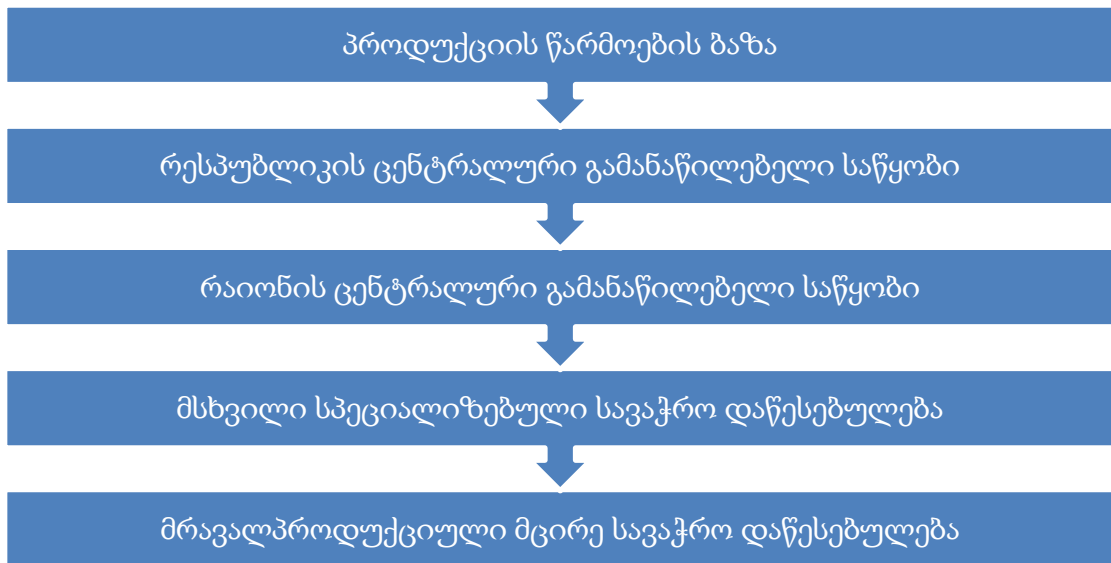 პროდუქციის წარმოების ბაზა
რესპუბლიკის ცენტრალური გამანაწილებელი საწყობი
რაიონის ცენტრალური გამანაწილებელი საწყობი
მსხვილი სპეციალიზებული სავაჭრო დაწესებულება
მრავალპროდუქციული მცირე სავაჭრო დაწესებულება